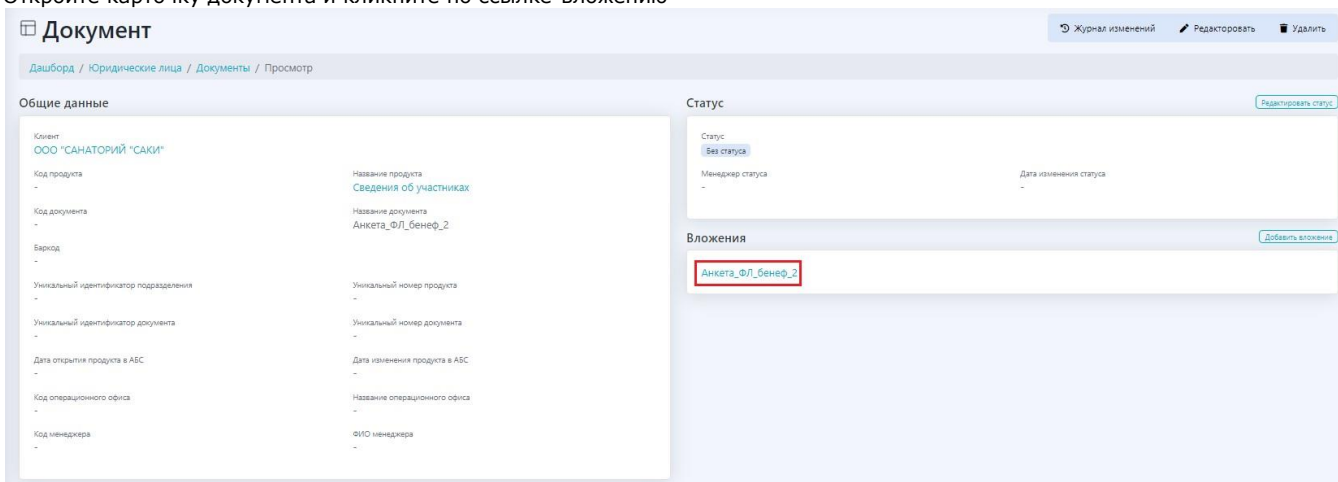 Откройте карточку документа и кликните по ссылке-вложению
Документ
Журнал изменений
Редактировать
Удалить
Дашборд / Юридические лица / Документы / Просмотр
Общие данные
Клиент
ООО "САНАТОРИЙ "САКИ"
Код продукта
-
Название продукта
Сведения об участниках
Код документа
-
Название документа
Анкета_ФЛ_бенеф_2
Баркод
-
Уникальный идентификатор подразделения
-
Уникальный номер продукта
-
Уникальный идентификатор документа
-
Уникальный номер документа
-
Дата открытия продукта в АБС
-
Дата изменения продукта в АБС
-
Код операционного офиса
-
Название операционного офиса
-
Код менеджера
-
ФИО менеджера
-
Статус
Редактировать статус
Статус
Без статуса
Менеджер статуса
-
Дата изменения статуса
-
Вложения
Добавить вложение
Анкета_ФЛ_бенеф_2